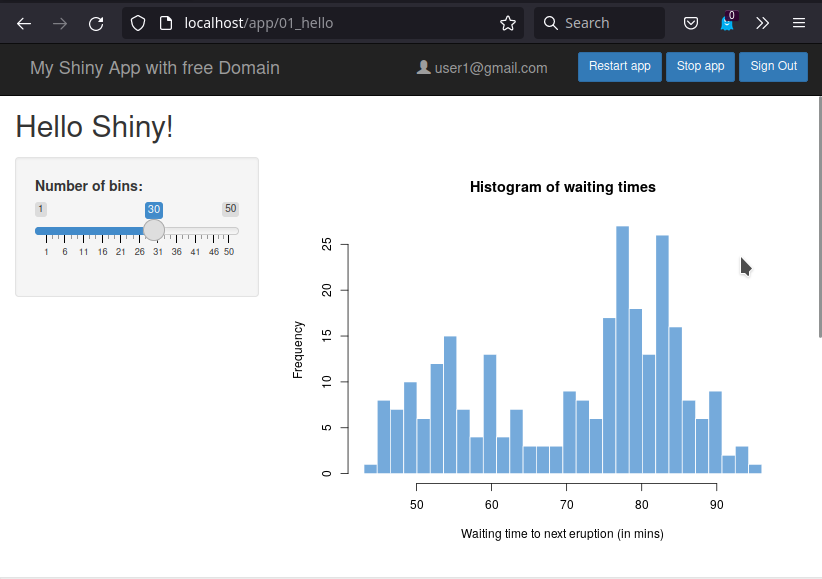 localhost/app/01_hello
Search
0
My Shiny App with free Domain
user1@gmail.com
Restart app
Stop app
Sign Out
Hello Shiny!
Number of bins:
1 30 50
1 6 11 16 21 26 31 36 41 46 50
Histogram of waiting times
Frequency
25
20
15
10
5
0
50 60 70 80 90
Waiting time to next eruption (in mins)